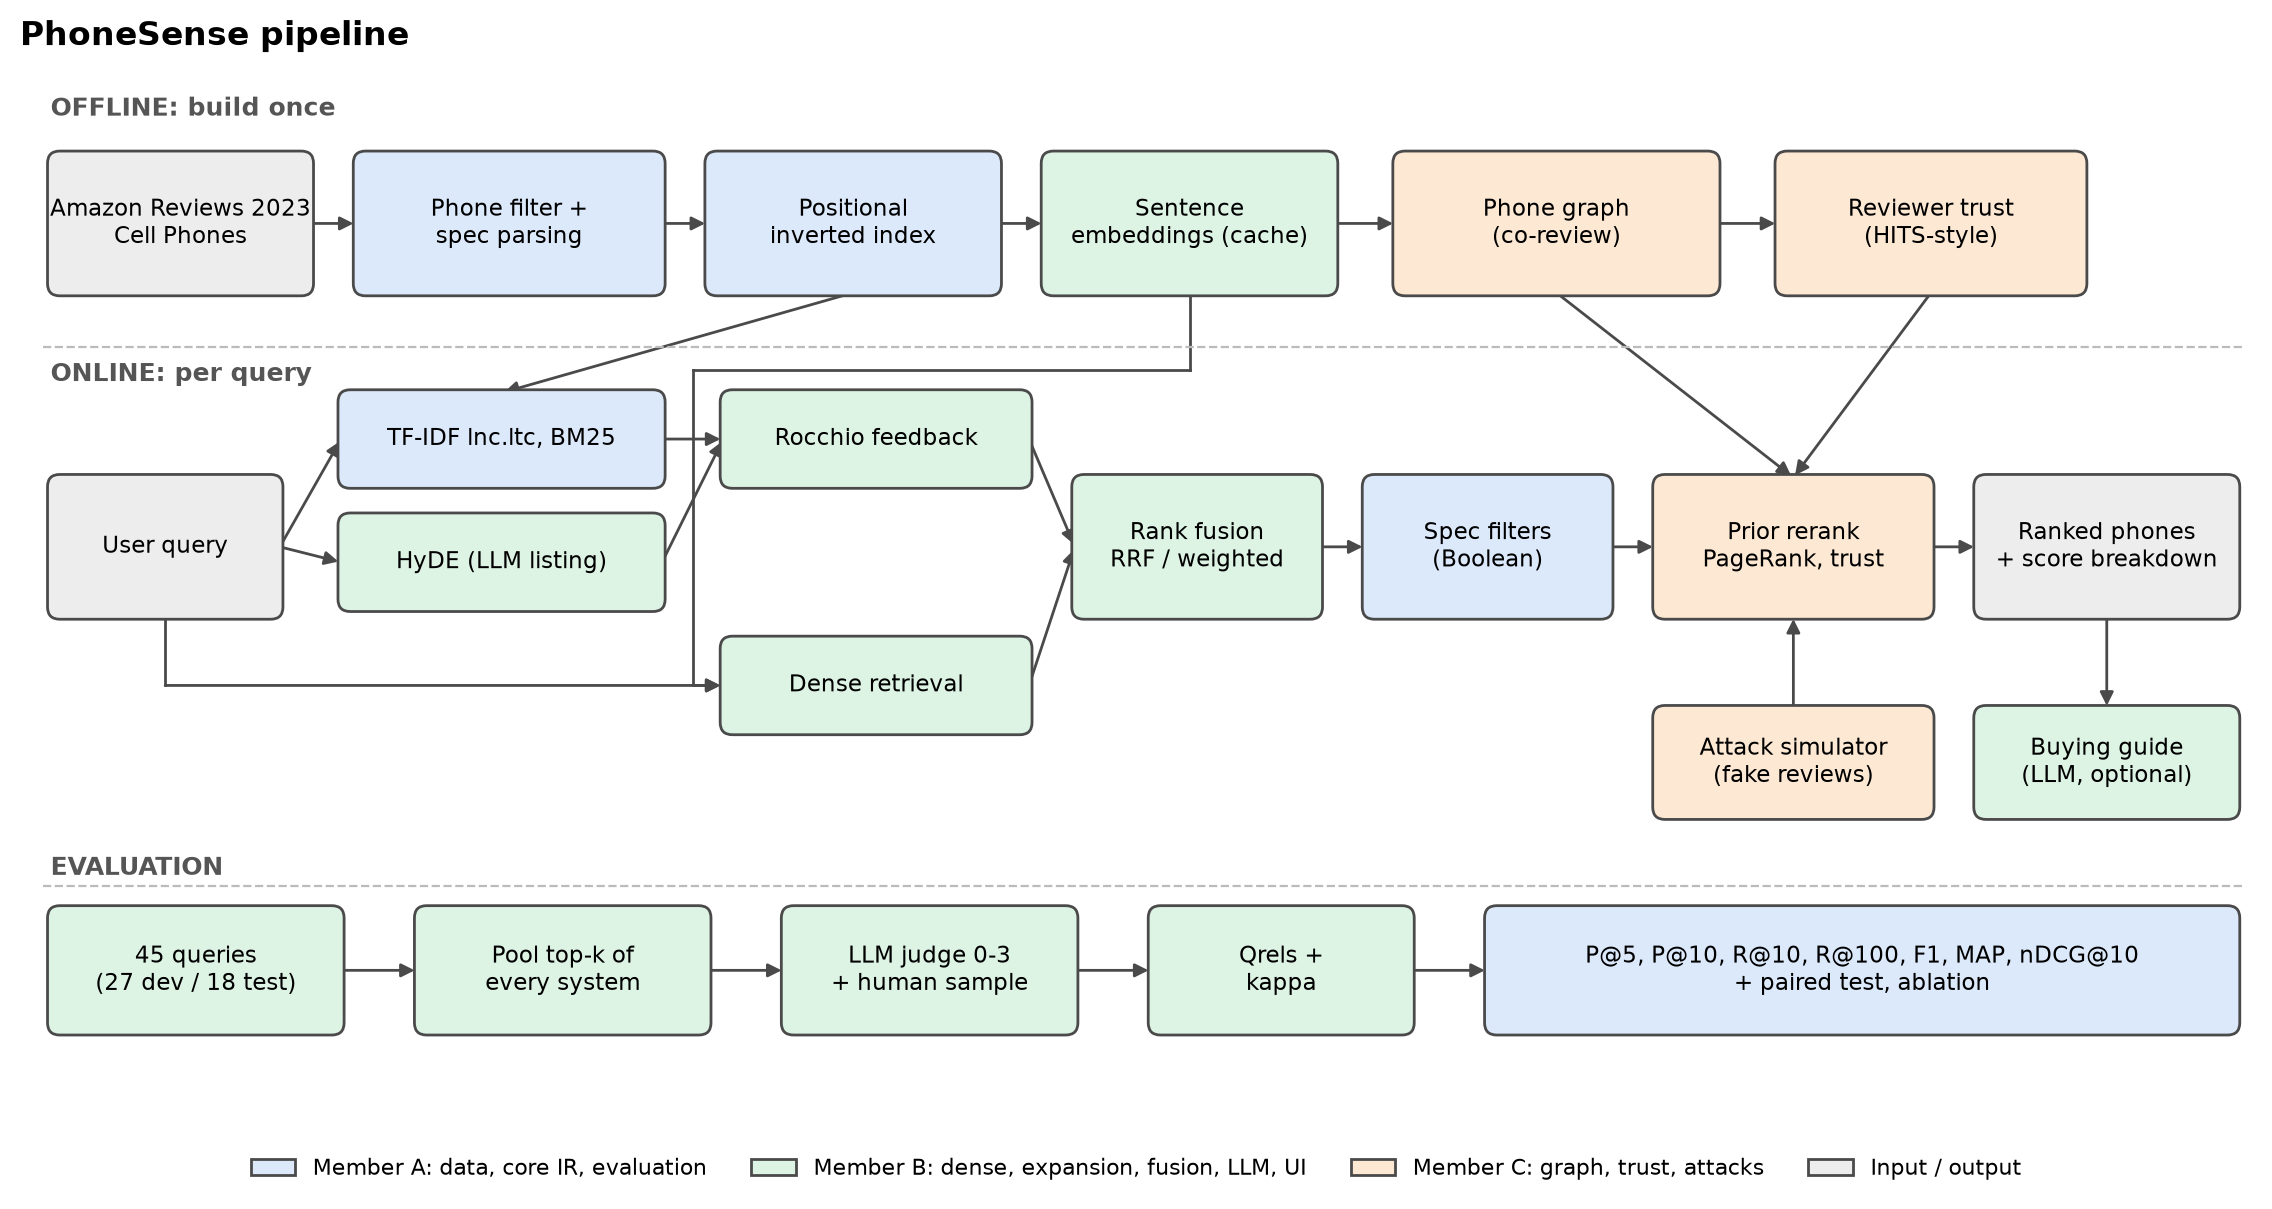 PhoneSense pipeline
OFFLINE: build once
Amazon Reviews 2023
Cell Phones
Phone filter +
spec parsing
Positional
inverted index
Sentence
embeddings (cache)
Phone graph
(co-review)
Reviewer trust
(HITS-style)
ONLINE: per query
TF-IDF lnc.ltc, BM25
Rocchio feedback
User query
HyDE (LLM listing)
Rank fusion
RRF / weighted
Spec filters
(Boolean)
Prior rerank
PageRank, trust
Ranked phones
+ score breakdown
Dense retrieval
Attack simulator
(fake reviews)
Buying guide
(LLM, optional)
EVALUATION
45 queries
(27 dev / 18 test)
Pool top-k of
every system
LLM judge 0-3
+ human sample
Qrels +
kappa
P@5, P@10, R@10, R@100, F1, MAP, nDCG@10
+ paired test, ablation
Member A: data, core IR, evaluation
Member B: dense, expansion, fusion, LLM, UI
Member C: graph, trust, attacks
Input / output